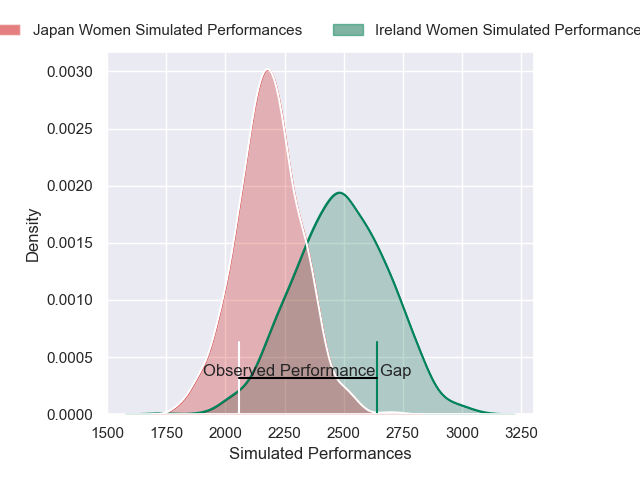 Japan Women Simulated Performances
Ireland Women Simulated Performance
0.0030
0.0025
0.0020
0.0015
0.0010
0.0005
0.0000
Density
Observed Performance Gap
1500 1750 2000 2250 2500 2750 3000 3250
Simulated Performances